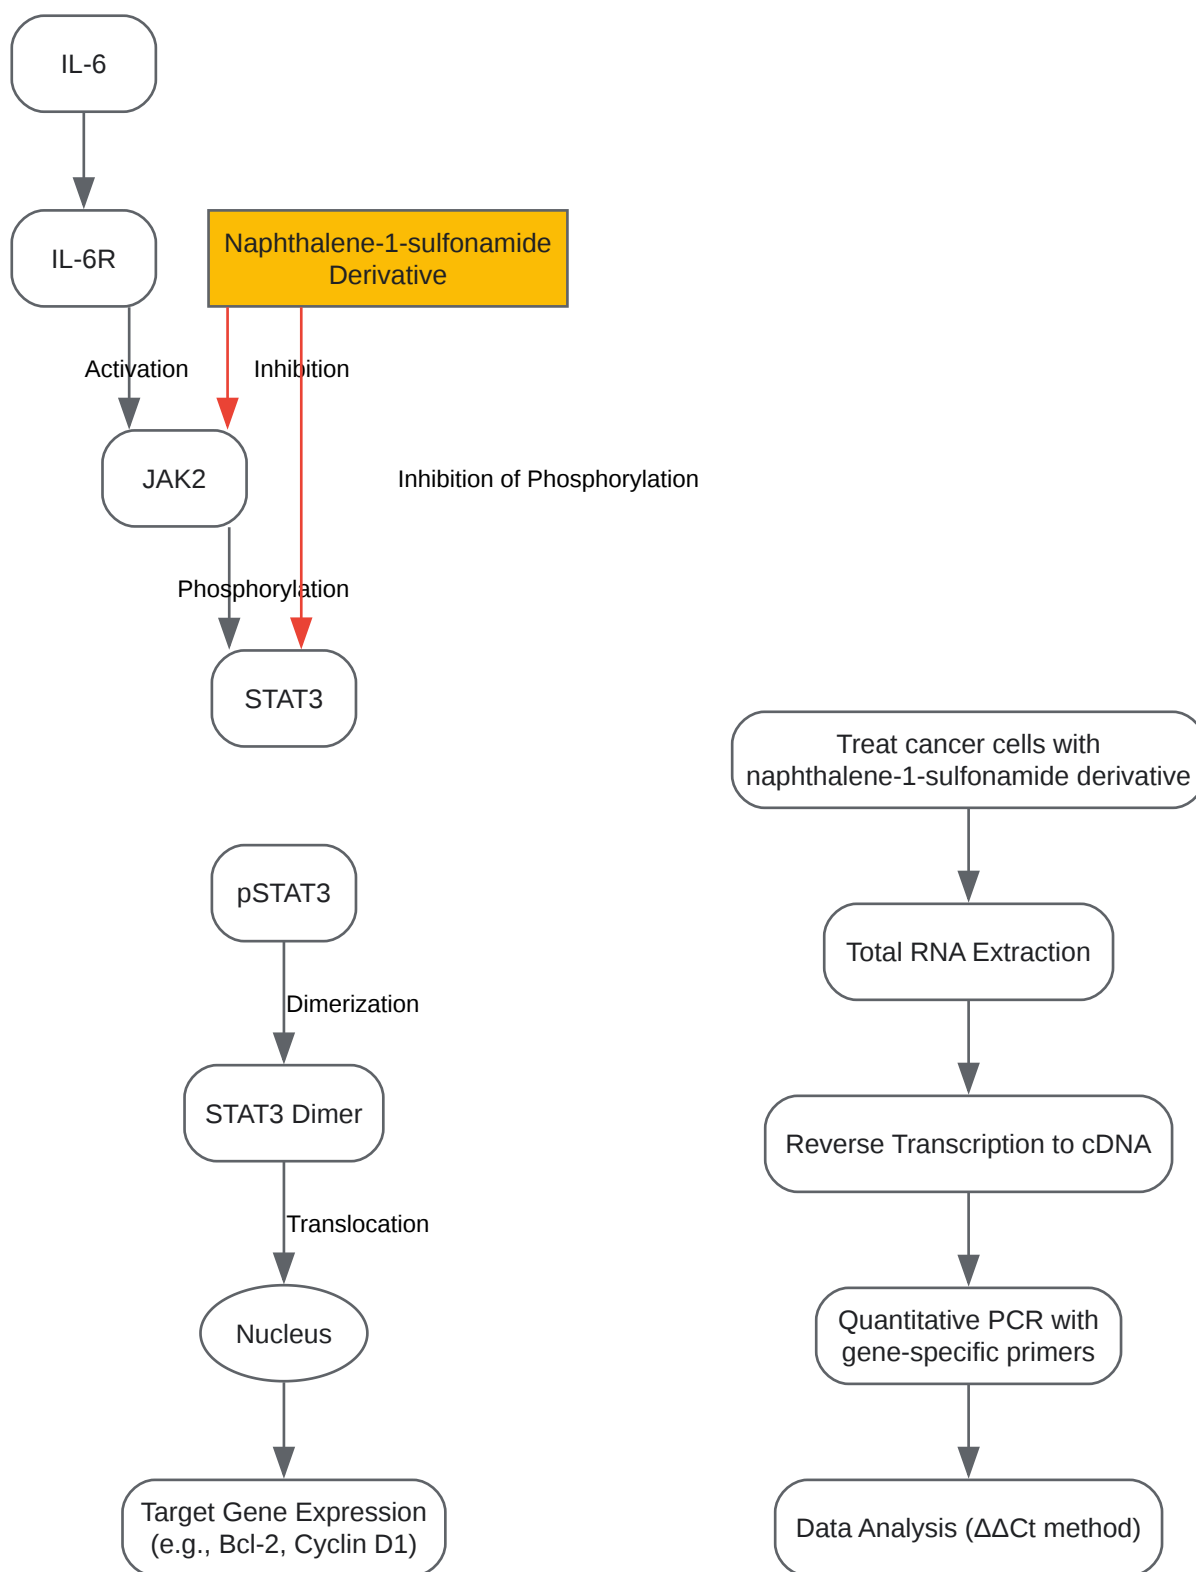 IL-6
IL-6R
Naphthalene-1-sulfonamide
Derivative
Activation
Inhibition
JAK2
Inhibition of Phosphorylation
Phosphorylation
STAT3
pSTAT3
Dimerization
STAT3 Dimer
Translocation
Nucleus
Target Gene Expression
(e.g., Bcl-2, Cyclin D1)
Treat cancer cells with
naphthalene-1-sulfonamide derivative
Total RNA Extraction
Reverse Transcription to cDNA
Quantitative PCR with
gene-specific primers
Data Analysis (ΔΔCt method)